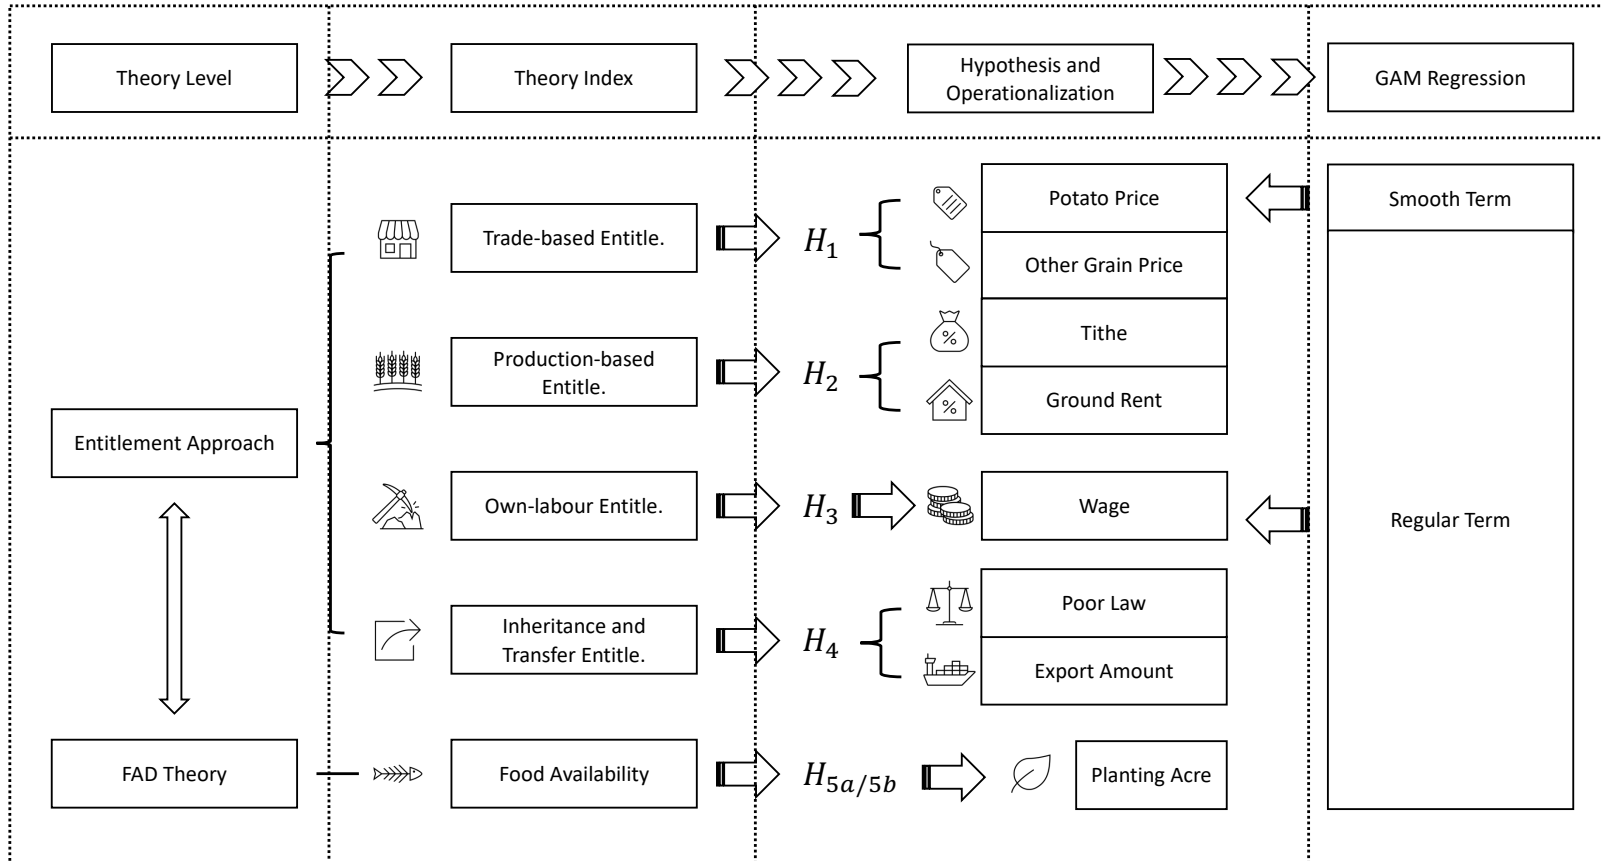 Theory Level
Theory Index
Hypothesis and
Operationalization
GAM Regression
Trade-based Entitle.
H₁
Potato Price
Other Grain Price
Smooth Term
Production-based
Entitle.
H₂
%
Tithe
%
Ground Rent
Entitlement Approach
Own-labour Entitle.
H₃
Wage
Regular Term
Inheritance and
Transfer Entitle.
H₄
Poor Law
Export Amount
FAD Theory
Food Availability
H₅ₐ/₅b
Planting Acre